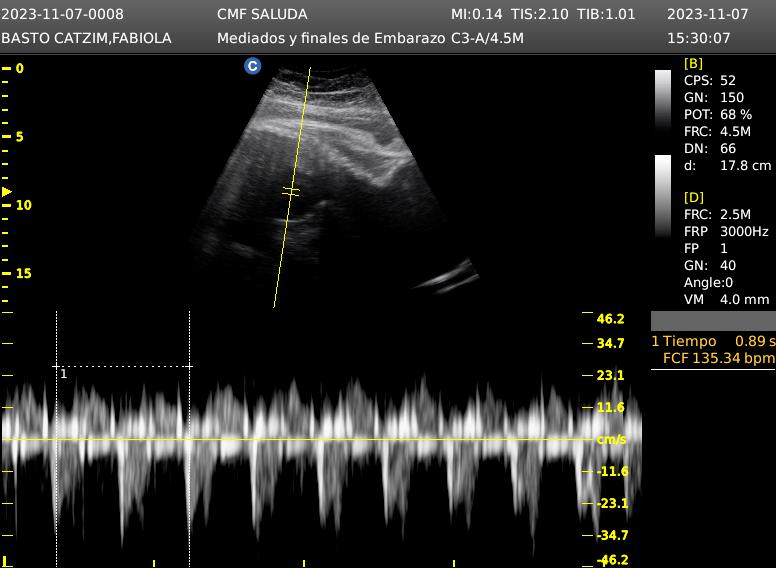 2023-11-07-0008 CMF SALUDA MI:0.14 TIS:2.10 TIB:1.01 2023-11-07
BASTO CATZIM,FABIOLA Mediados y finales de Embarazo C3-A/4.5M 15:30:07
C
0
5
10
15
[B]
CPS: 52
GN: 150
POT: 68 %
FRC: 4.5M
DN: 66
d: 17.8 cm
[D]
FRC: 2.5M
FRP 3000Hz
FP 1
GN: 40
Angle:0
VM 4.0 mm
1 Tiempo 0.89 s
FCF 135.34 bpm
1
46.2
34.7
23.1
11.6
cm/s
-11.6
-23.1
-34.7
-46.2